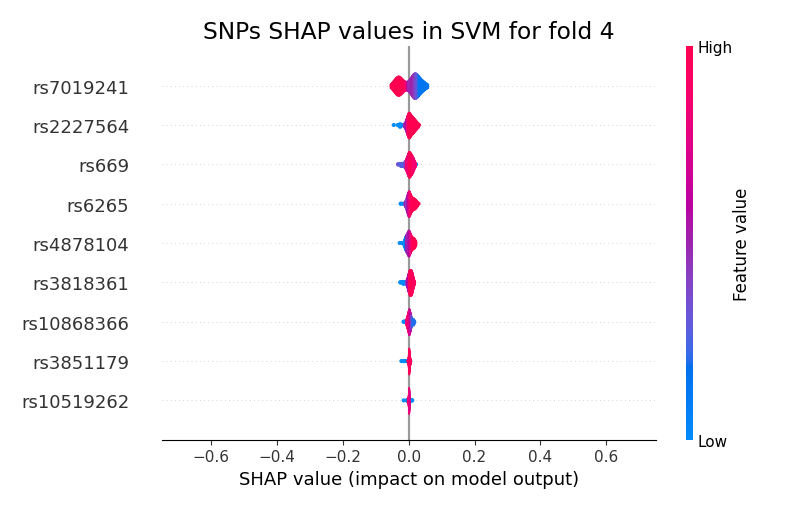 SNPs SHAP values in SVM for fold 4
High
rs7019241
rs2227564
rs669
rs6265
rs4878104
rs3818361
rs10868366
rs3851179
rs10519262
Feature value
Low
−0.6 −0.4 −0.2 0.0 0.2 0.4 0.6
SHAP value (impact on model output)